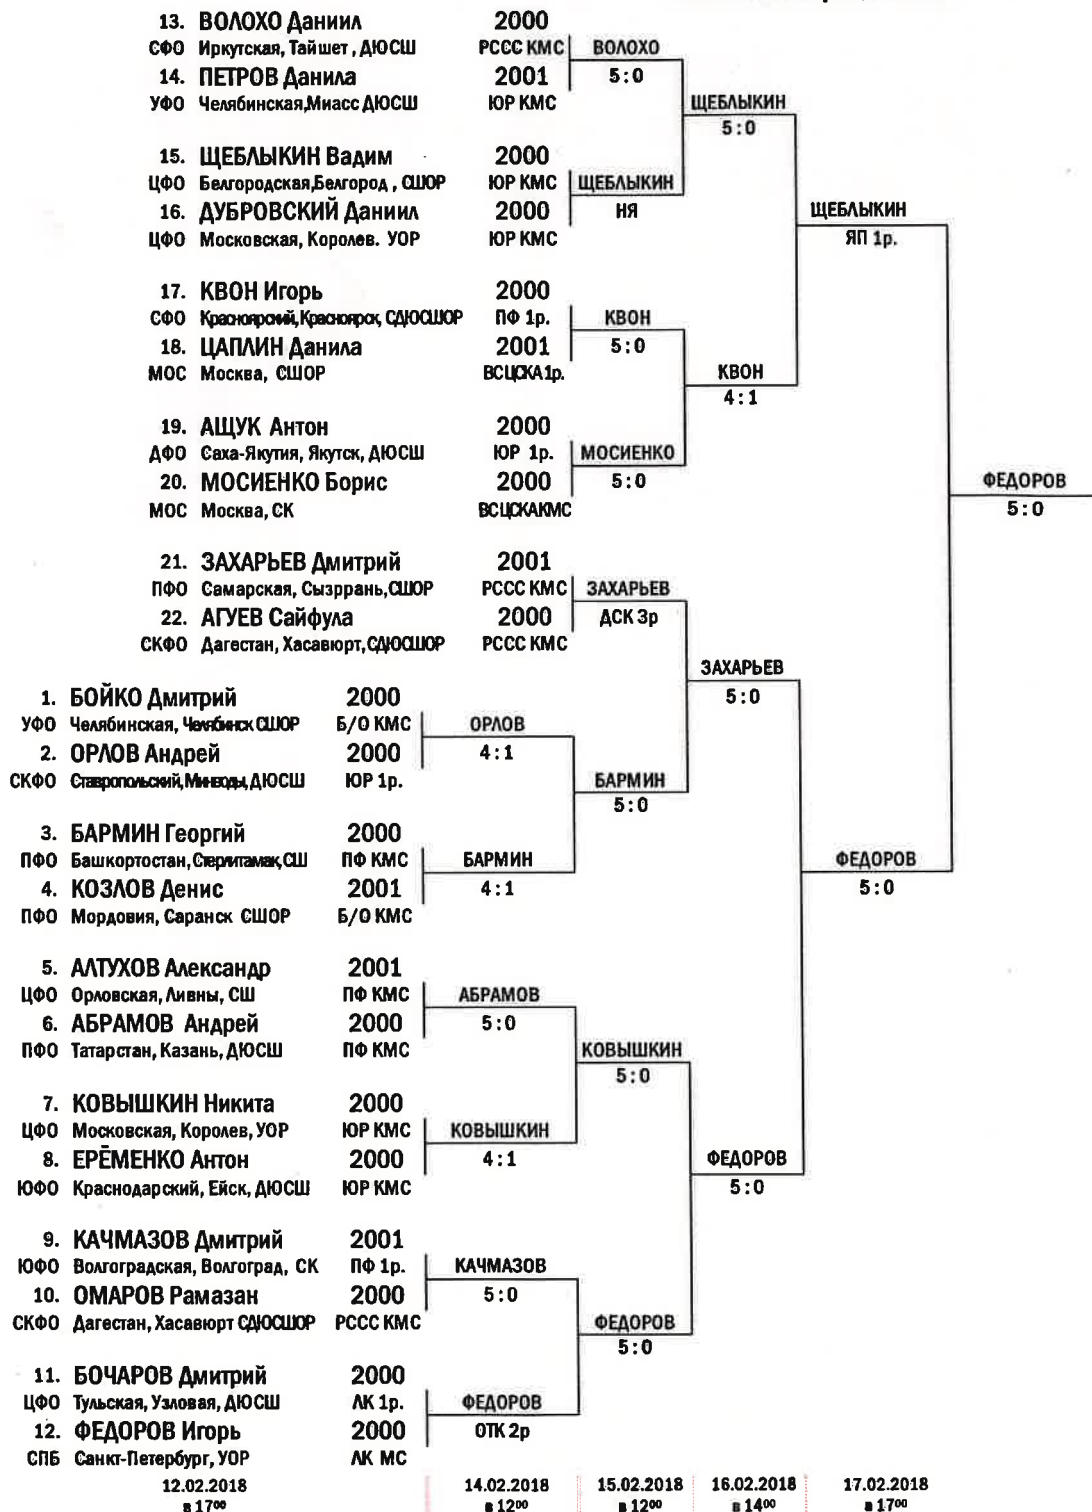 13. ВОЛОХО Даниил 2000
СФО Иркутская, Тайшет , ДЮСШ РССС КМС ВОЛОХО
14. ПЕТРОВ Данила 2001 5:0
УФО Челябинская,Миасс ДЮСШ ЮР КМС ЩЕБЛЫКИН
5:0
15. ЩЕБЛЫКИН Вадим 2000
ЦФО Белгородская,Белгород , СШОР ЮР КМС ЩЕБЛЫКИН
16. ДУБРОВСКИЙ Даниил 2000 НЯ ЩЕБЛЫКИН
ЦФО Московская, Королев. УОР ЮР КМС ЯП 1р.
17. КВОН Игорь 2000
СФО Красноярский,Красноярск, СДЮСШОР ПФ 1р. КВОН
18. ЦАПЛИН Данила 2001 5:0
МОС Москва, СШОР ВСЦСКА1р. КВОН
4:1
19. АЩУК Антон 2000
ДФО Саха-Якутия, Якутск, ДЮСШ ЮР 1р. МОСИЕНКО
20. МОСИЕНКО Борис 2000 5:0 ФЕДОРОВ
МОС Москва, СК ВСЦСКАКМС 5:0
21. ЗАХАРЬЕВ Дмитрий 2001
ПФО Самарская, Сызррань,СШОР РССС КМС ЗАХАРЬЕВ
22. АГУЕВ Сайфула 2000 ДСК 3р
СКФО Дагестан, Хасавюрт,СДЮСШОР РССС КМС
ЗАХАРЬЕВ
1. БОЙКО Дмитрий 2000 5:0
УФО Челябинская, Челябинск СШОР Б/О КМС ОРЛОВ
2. ОРЛОВ Андрей 2000 4:1
СКФО Ставропольский,Минводы,ДЮСШ ЮР 1р. БАРМИН
5:0
3. БАРМИН Георгий 2000
ПФО Башкортостан,Стерлитамак,СШ ПФ КМС БАРМИН ФЕДОРОВ
4. КОЗЛОВ Денис 2001 4:1 5:0
ПФО Мордовия, Саранск СШОР Б/О КМС
5. АЛТУХОВ Александр 2001
ЦФО Орловская, Ливны, СШ ПФ КМС АБРАМОВ
6. АБРАМОВ Андрей 2000 5:0
ПФО Татарстан, Казань, ДЮСШ ПФ КМС КОВЫШКИН
5:0
7. КОВЫШКИН Никита 2000
ЦФО Московская, Королев, УОР ЮР КМС КОВЫШКИН
8. ЕРЁМЕНКО Антон 2000 4:1 ФЕДОРОВ
ЮФО Краснодарский, Ейск, ДЮСШ ЮР КМС 5:0
9. КАЧМАЗОВ Дмитрий 2001
ЮФО Волгоградская, Волгоград, СК ПФ 1р. КАЧМАЗОВ
10. ОМАРОВ Рамазан 2000 5:0
СКФО Дагестан, Хасавюрт СДЮСШОР РССС КМС ФЕДОРОВ
5:0
11. БОЧАРОВ Дмитрий 2000
ЦФО Тульская, Узловая, ДЮСШ ЛК 1р. ФЕДОРОВ
12. ФЕДОРОВ Игорь 2000 ОТК 2р
СПБ Санкт-Петербург, УОР ЛК МС
12.02.2018 14.02.2018 15.02.2018 16.02.2018 17.02.2018
в 17⁰⁰ в 12⁰⁰ в 12⁰⁰ в 14⁰⁰ в 17⁰⁰